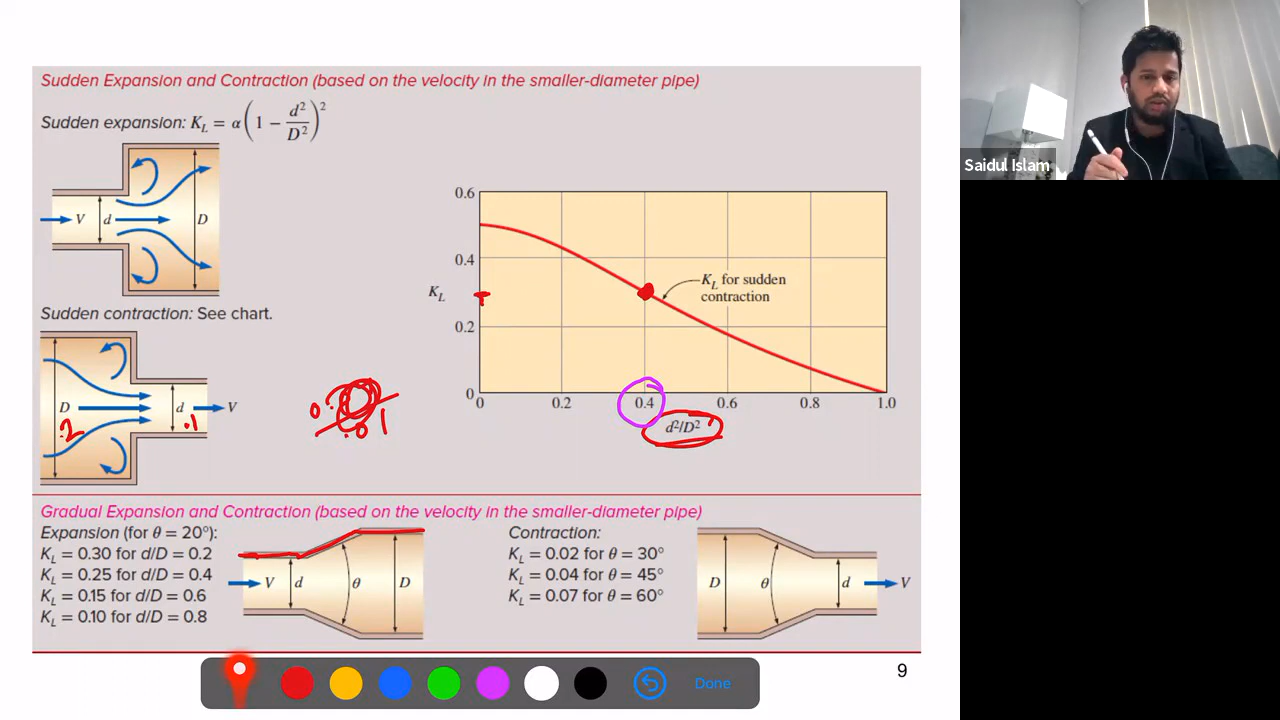 Sudden Expansion and Contraction (based on the velocity in the smaller-diameter pipe)
Sudden expansion: K_L = α(1 − d²/D²)²
V d D
Sudden contraction: See chart.
D d V
.2 .1
0.6
0.4
K_L
0.2
0
0 0.2 0.4 0.6 0.8 1.0
d²/D²
K_L for sudden
contraction
Gradual Expansion and Contraction (based on the velocity in the smaller-diameter pipe)
Expansion (for θ = 20°):
K_L = 0.30 for d/D = 0.2
K_L = 0.25 for d/D = 0.4
K_L = 0.15 for d/D = 0.6
K_L = 0.10 for d/D = 0.8
V d θ D
Contraction:
K_L = 0.02 for θ = 30°
K_L = 0.04 for θ = 45°
K_L = 0.07 for θ = 60°
D θ d V
9
Done
Saidul Islam